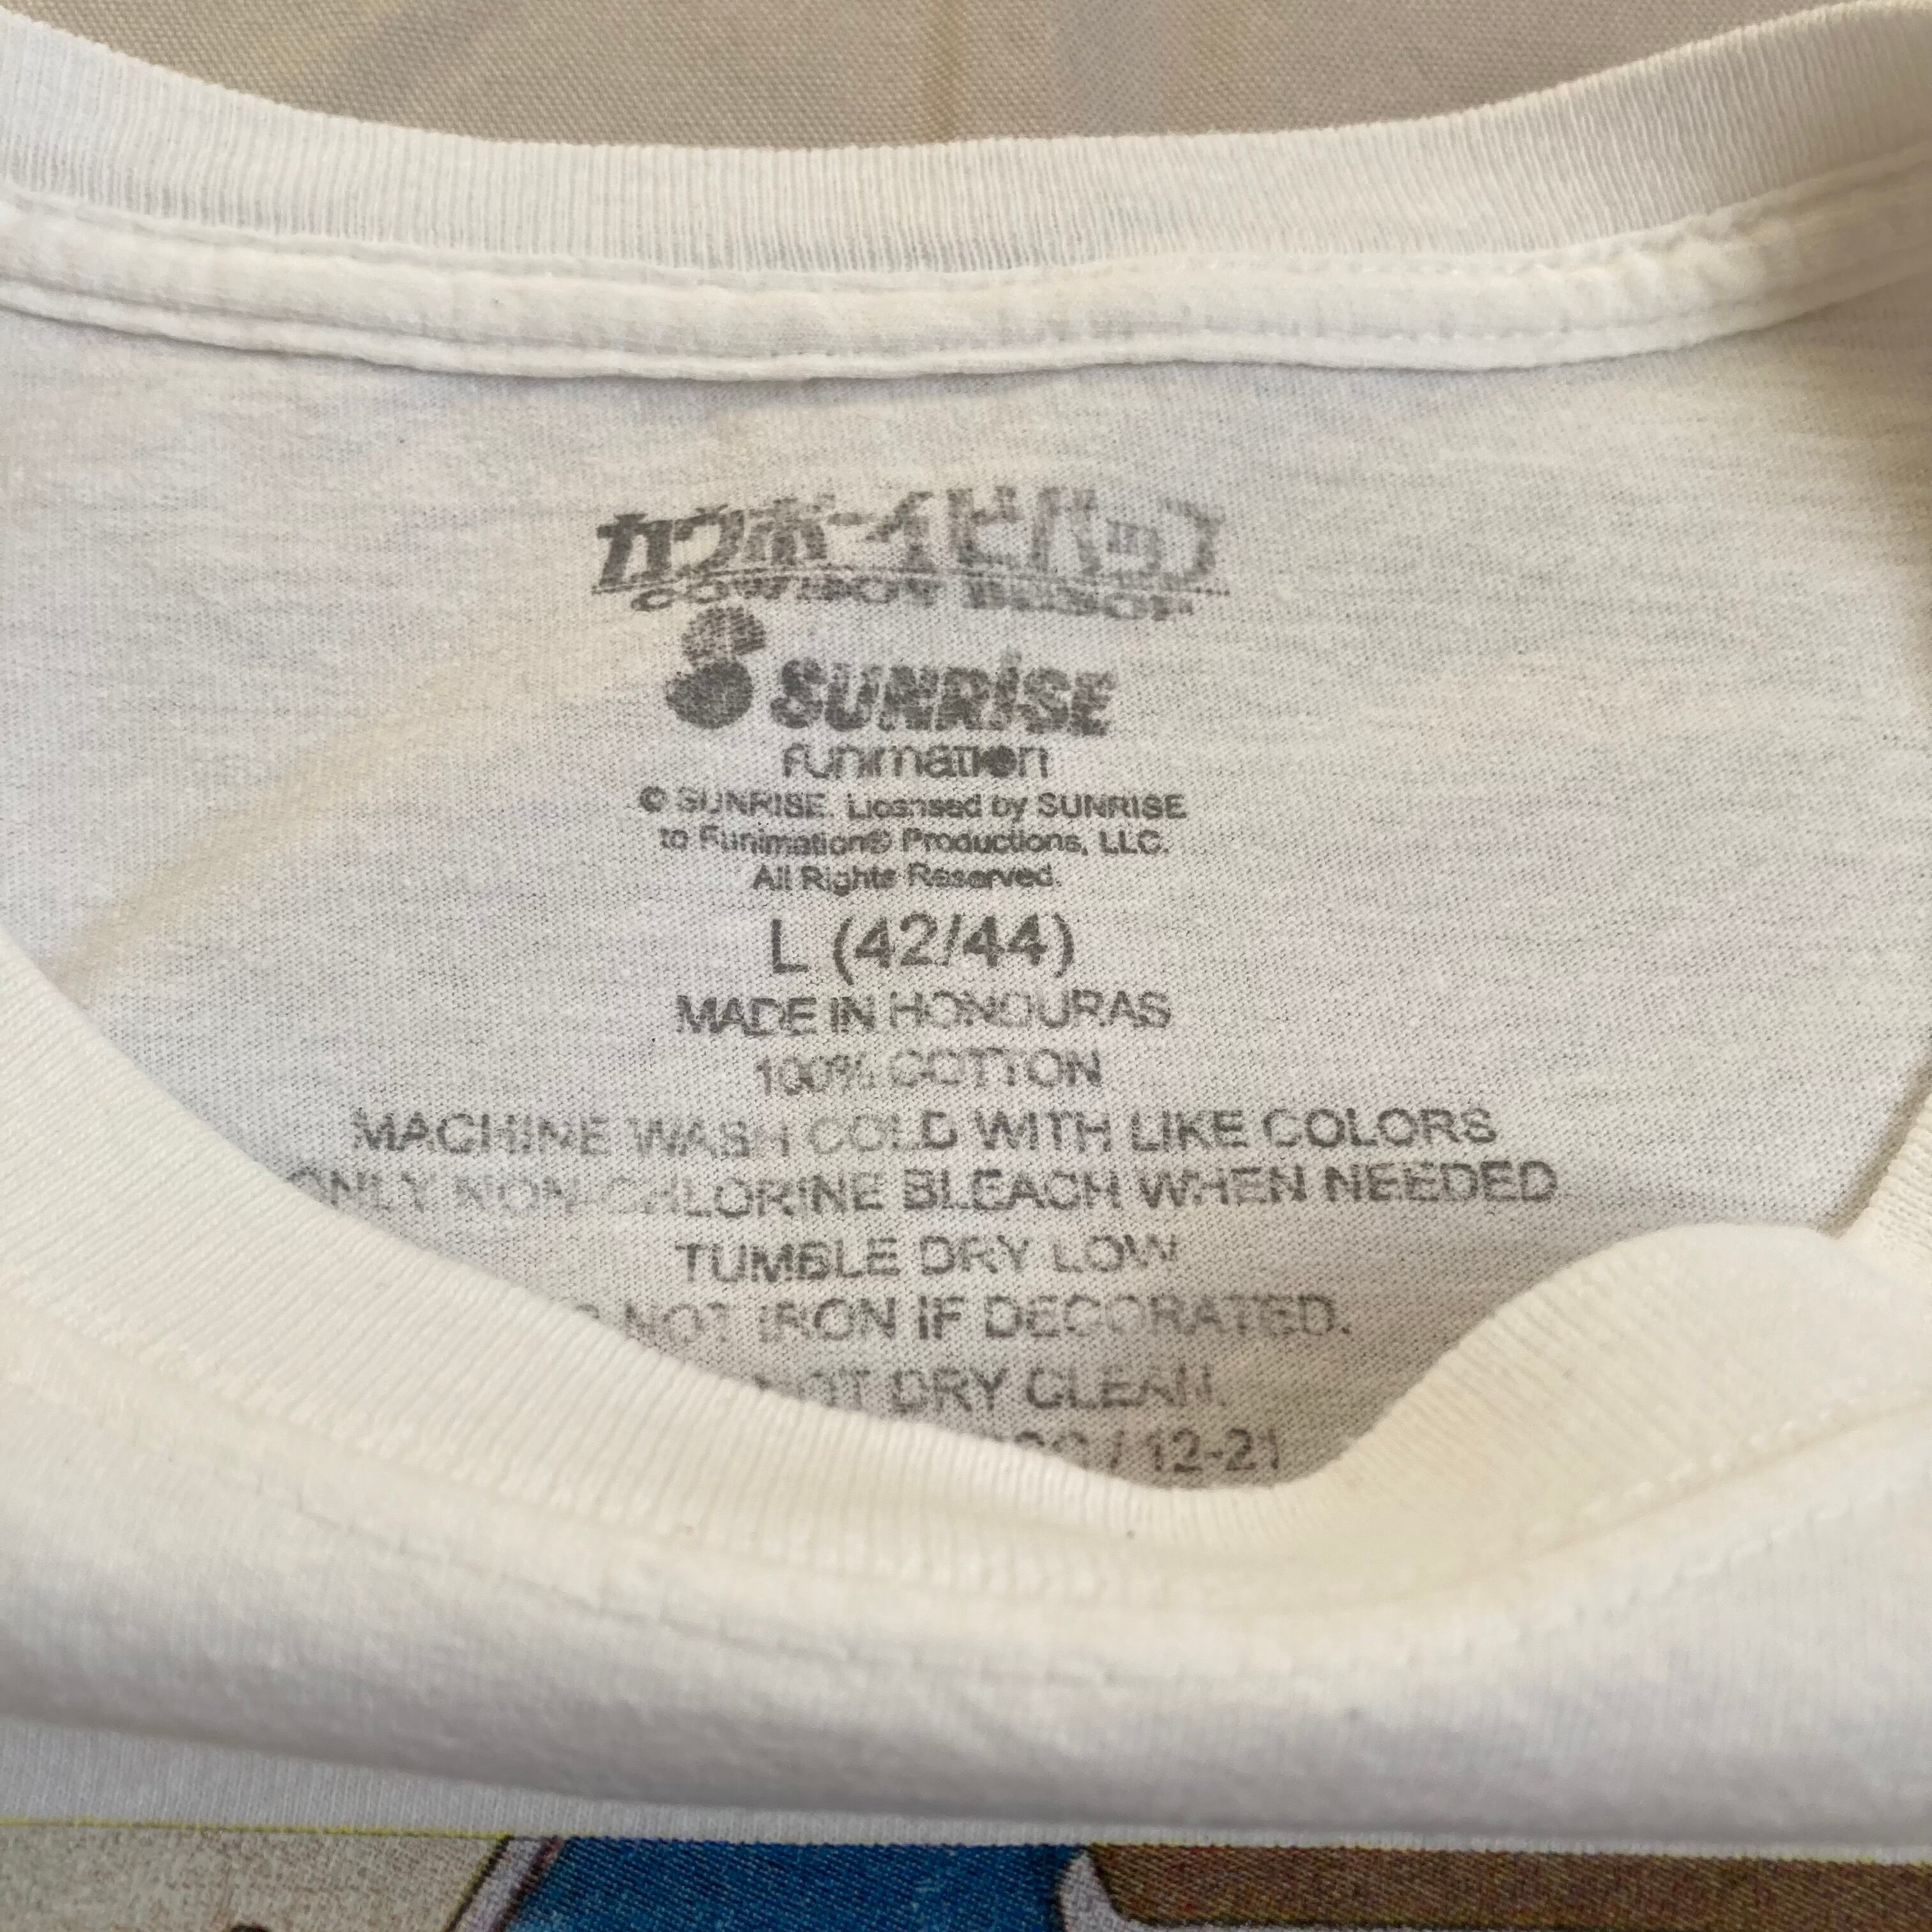 カウボーイビバップ
COWBOY BEBOP
SUNRISE
funimation
© SUNRISE. Licensed by SUNRISE
to Funimation® Productions, LLC.
All Rights Reserved.
L (42/44)
MADE IN HONDURAS
100% COTTON
MACHINE WASH COLD WITH LIKE COLORS
ONLY NON-CHLORINE BLEACH WHEN NEEDED
TUMBLE DRY LOW
NOT IRON IF DECORATED.
DRY CLEAN.
/ 12-21